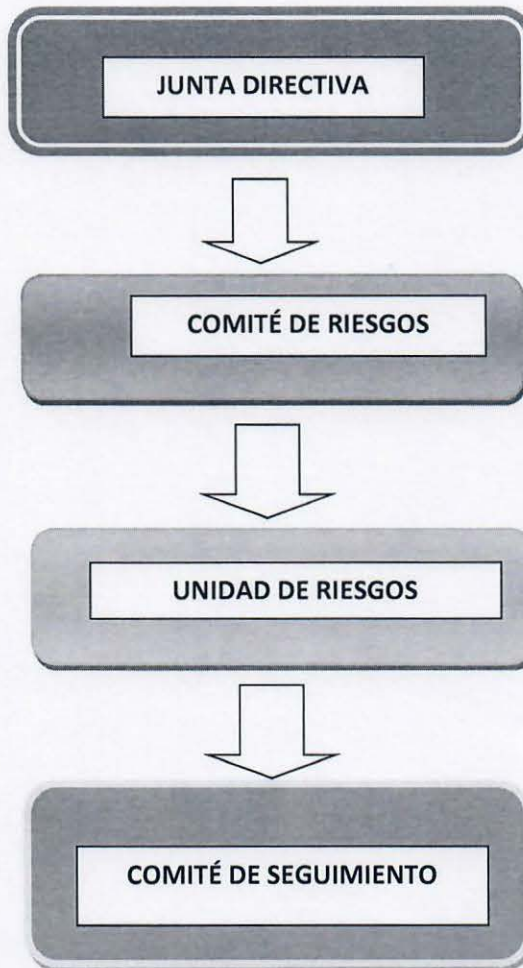 JUNTA DIRECTIVA
COMITÉ DE RIESGOS
UNIDAD DE RIESGOS
COMITÉ DE SEGUIMIENTO